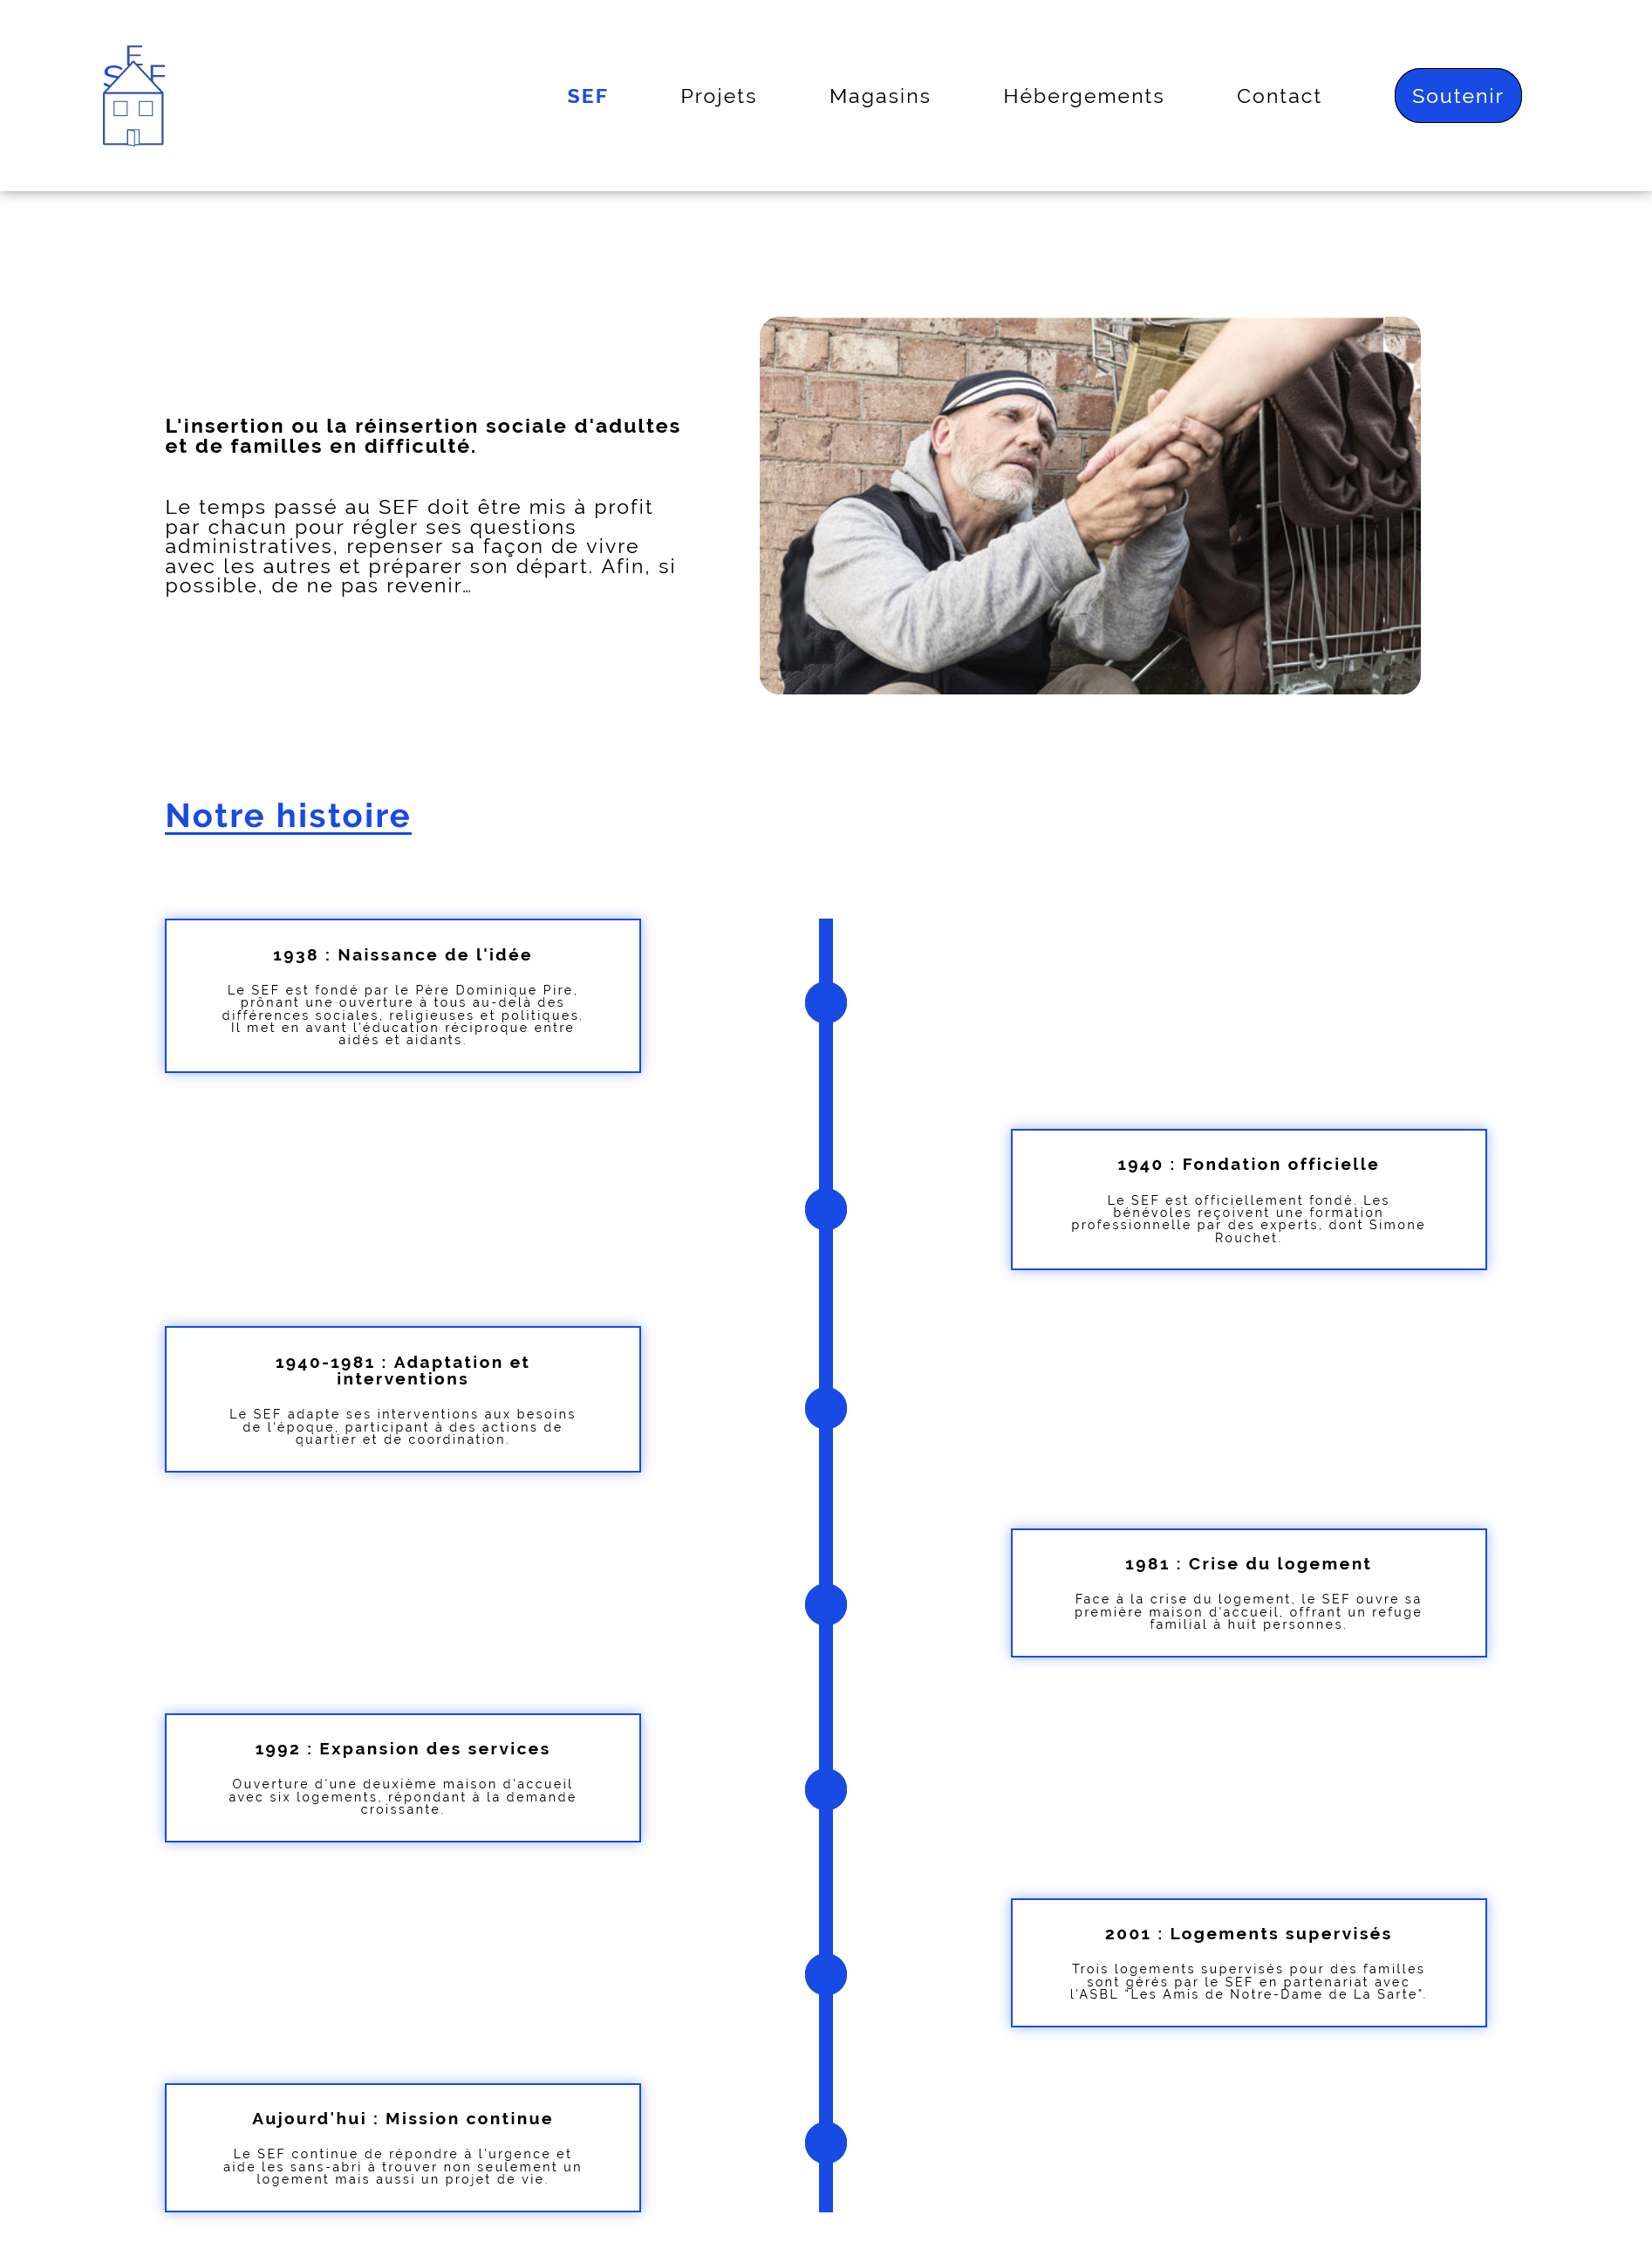 SEF
SEF
Projets
Magasins
Hébergements
Contact
Soutenir
L'insertion ou la réinsertion sociale d'adultes
et de familles en difficulté.
Le temps passé au SEF doit être mis à profit
par chacun pour régler ses questions
administratives, repenser sa façon de vivre
avec les autres et préparer son départ. Afin, si
possible, de ne pas revenir…
Notre histoire
1938 : Naissance de l'idée
Le SEF est fondé par le Père Dominique Pire,
prônant une ouverture à tous au-delà des
différences sociales, religieuses et politiques.
Il met en avant l'éducation réciproque entre
aidés et aidants.
1940 : Fondation officielle
Le SEF est officiellement fondé. Les
bénévoles reçoivent une formation
professionnelle par des experts, dont Simone
Rouchet.
1940-1981 : Adaptation et
interventions
Le SEF adapte ses interventions aux besoins
de l'époque, participant à des actions de
quartier et de coordination.
1981 : Crise du logement
Face à la crise du logement, le SEF ouvre sa
première maison d'accueil, offrant un refuge
familial à huit personnes.
1992 : Expansion des services
Ouverture d'une deuxième maison d'accueil
avec six logements, répondant à la demande
croissante.
2001 : Logements supervisés
Trois logements supervisés pour des familles
sont gérés par le SEF en partenariat avec
l'ASBL “Les Amis de Notre-Dame de La Sarte”.
Aujourd'hui : Mission continue
Le SEF continue de répondre à l'urgence et
aide les sans-abri à trouver non seulement un
logement mais aussi un projet de vie.